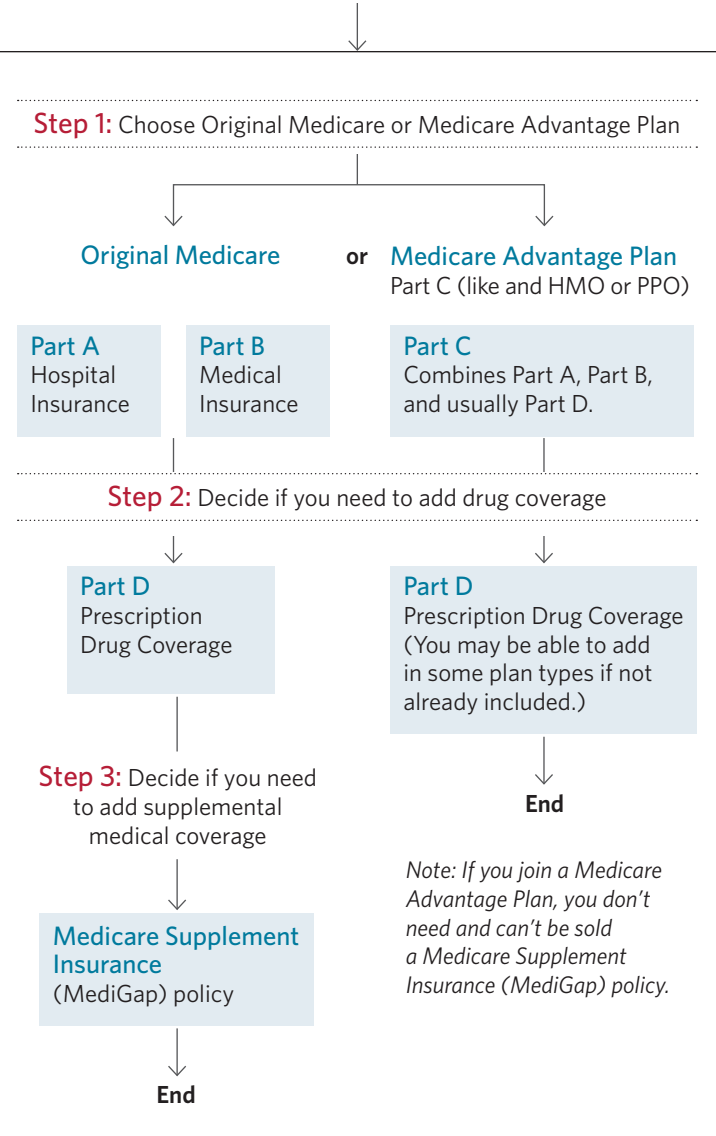 Step 1: Choose Original Medicare or Medicare Advantage Plan
Original Medicare
or
Medicare Advantage Plan
Part C (like and HMO or PPO)
Part A
Hospital
Insurance
Part B
Medical
Insurance
Part C
Combines Part A, Part B,
and usually Part D.
Step 2: Decide if you need to add drug coverage
Part D
Prescription
Drug Coverage
Part D
Prescription Drug Coverage
(You may be able to add
in some plan types if not
already included.)
Step 3: Decide if you need
to add supplemental
medical coverage
End
Note: If you join a Medicare
Advantage Plan, you don’t
need and can’t be sold
a Medicare Supplement
Insurance (MediGap) policy.
Medicare Supplement
Insurance
(MediGap) policy
End